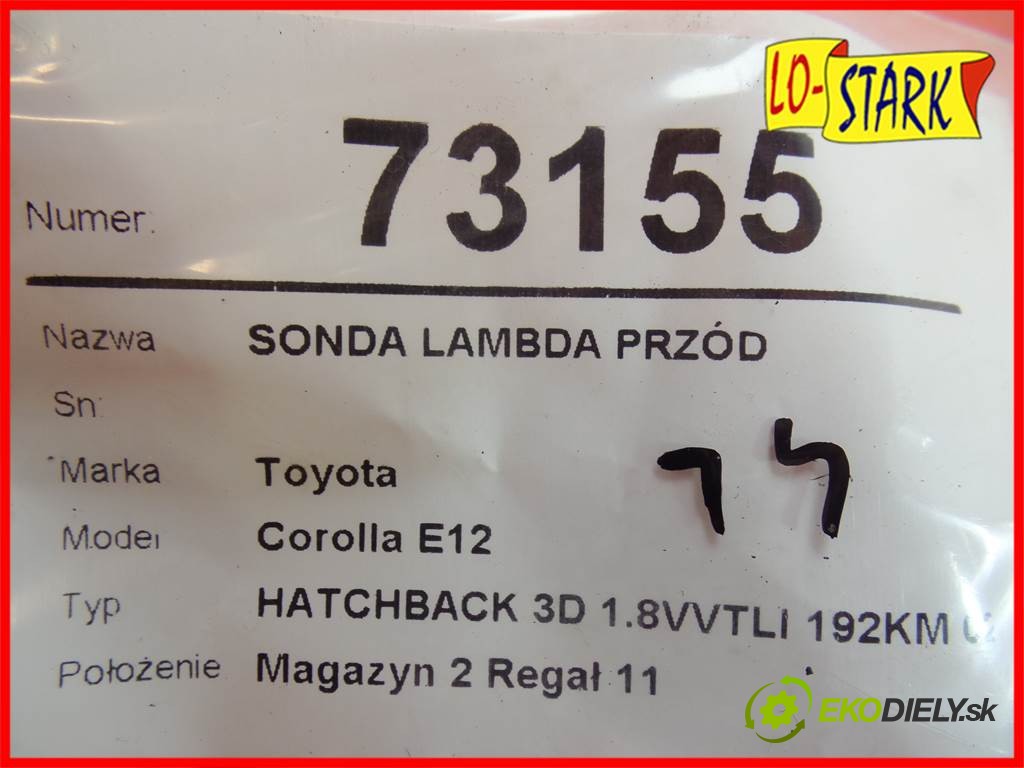 LO-STARK
Numer: 73155
Nazwa SONDA LAMBDA PRZÓD
Sn:
Marka Toyota
Model Corolla E12
Typ HATCHBACK 3D 1.8VVTLI 192KM
Położenie Magazyn 2 Regał 11
EKODIELY.sk